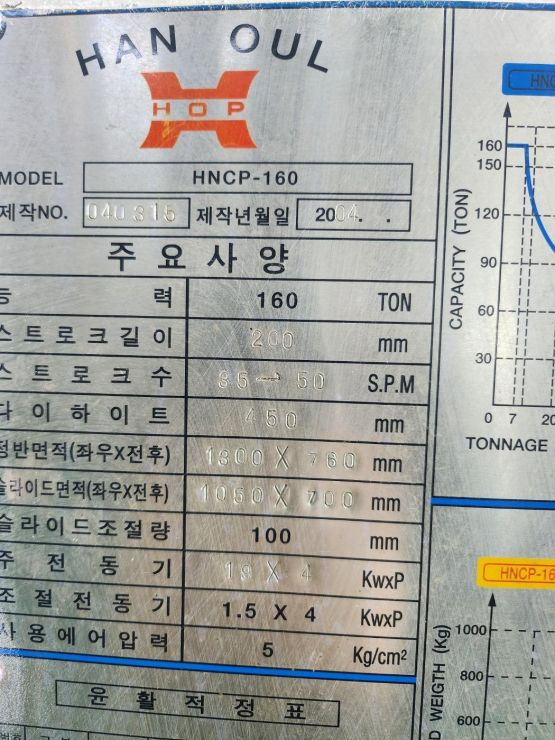 HAN OUL
HOP
MODEL HNCP-160
제작NO. 040315 제작년월일 2004. .
주요사양
력 160 TON
스트로크길이 200 mm
스트로크수 35→50 S.P.M
다이하이트 450 mm
정반면적(좌우X전후) mm
슬라이드면적(좌우X전후) mm
슬라이드조절량 100 mm
주전동기 KwxP
조절전동기 1.5 X 4 KwxP
사용에어압력 5 Kg/cm²
윤활적정표
HNC
CAPACITY (TON)
160
150
120
90
60
30
0 7 20
TONNAGE
HNCP-16
D WEIGTH (Kg)
1000
800
600